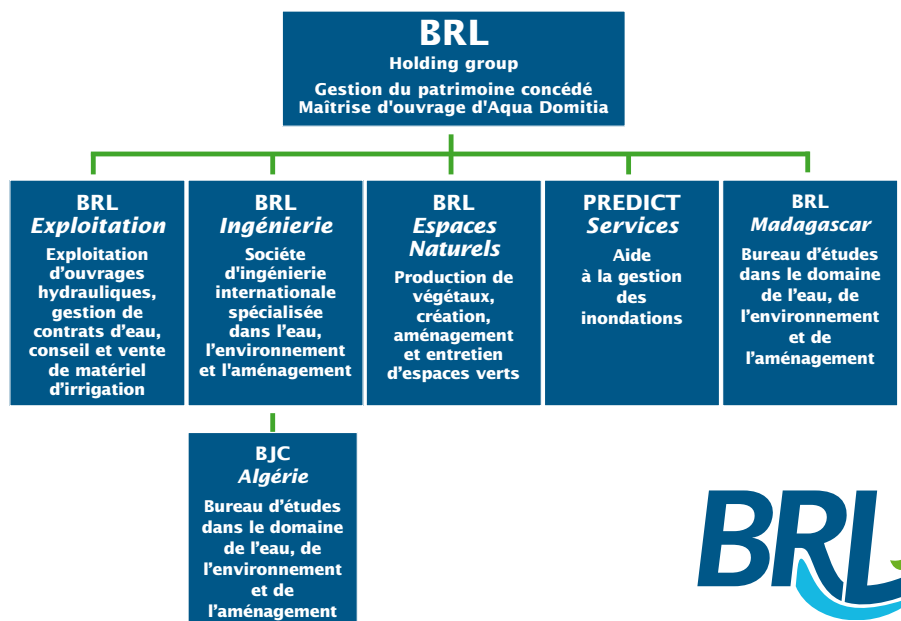 BRL
Holding group
Gestion du patrimoine concédé
Maîtrise d'ouvrage d'Aqua Domitia
BRL
Exploitation
Exploitation
d'ouvrages
hydrauliques,
gestion de
contrats d'eau,
conseil et vente
de matériel
d'irrigation
BRL
Ingénierie
Sociéte
d'ingénierie
internationale
spécialisée
dans l'eau,
l'environnement
et l'aménagement
BRL
Espaces
Naturels
Production de
végétaux,
création,
aménagement
et entretien
d'espaces verts
PREDICT
Services
Aide
à la gestion
des
inondations
BRL
Madagascar
Bureau d'études
dans le domaine
de l'eau, de
l'environnement
et de
l'aménagement
BJC
Algérie
Bureau d'études
dans le domaine
de l'eau, de
l'environnement
et de
l'aménagement
BRL